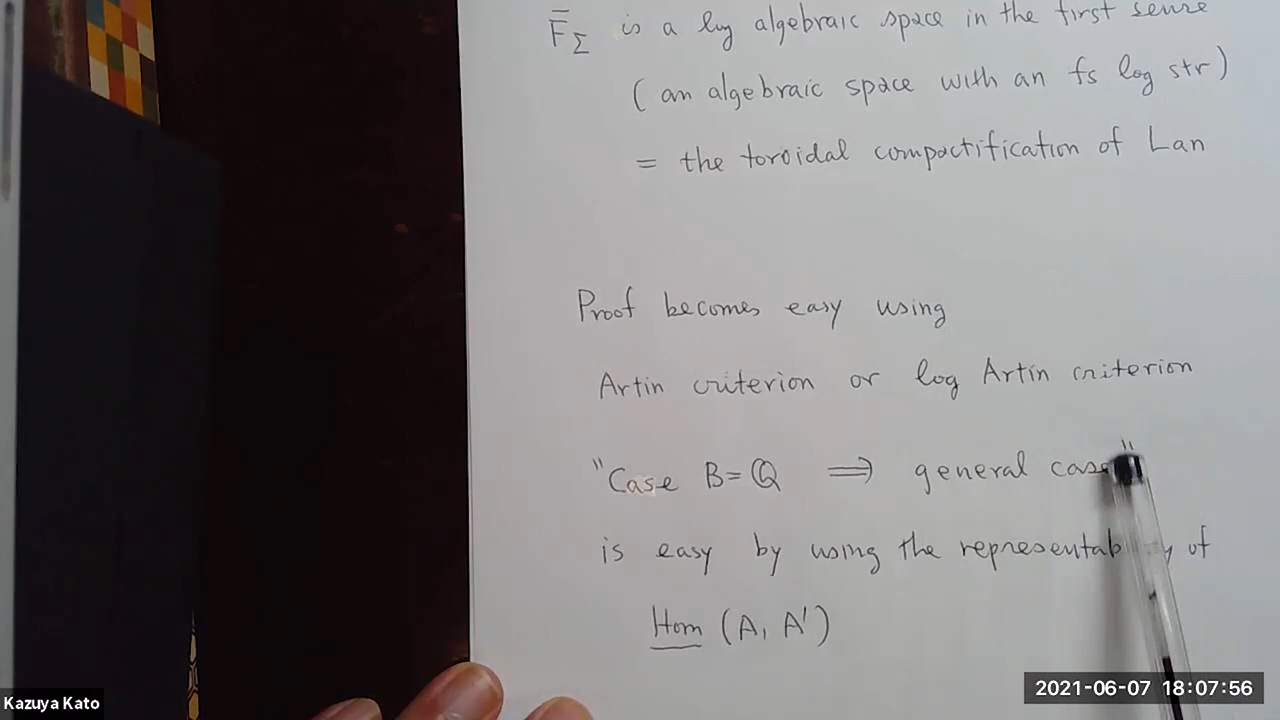 F̄_Σ is a log algebraic space in the first sense
(an algebraic space with an fs log str)
= the toroidal compactification of Lan
Proof becomes easy using
Artin criterion or log Artin criterion
"Case B=ℚ ⟹ general case"
is easy by using the representability of
Hom (A, A')
Kazuya Kato
2021-06-07 18:07:56